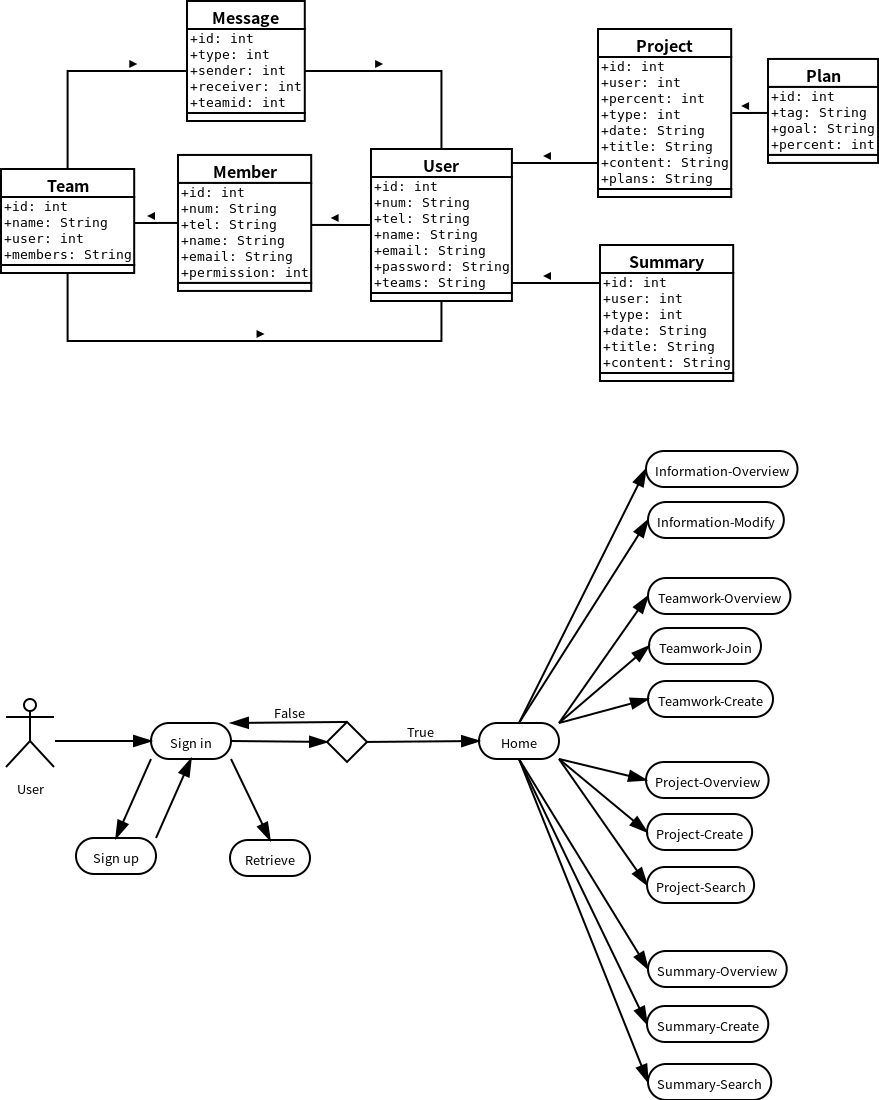 Message
+id: int
+type: int
+sender: int
+receiver: int
+teamid: int
Project
+id: int
+user: int
+percent: int
+type: int
+date: String
+title: String
+content: String
+plans: String
Plan
+id: int
+tag: String
+goal: String
+percent: int
Team
+id: int
+name: String
+user: int
+members: String
Member
+id: int
+num: String
+tel: String
+name: String
+email: String
+permission: int
User
+id: int
+num: String
+tel: String
+name: String
+email: String
+password: String
+teams: String
Summary
+id: int
+user: int
+type: int
+date: String
+title: String
+content: String
User
Sign in
False
True
Home
Sign up
Retrieve
Information-Overview
Information-Modify
Teamwork-Overview
Teamwork-Join
Teamwork-Create
Project-Overview
Project-Create
Project-Search
Summary-Overview
Summary-Create
Summary-Search